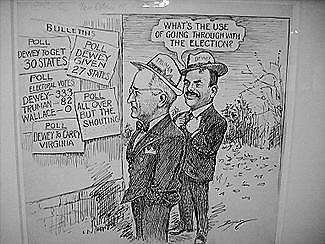 BULLETINS
POLL
DEWEY TO GET
30 STATES
POLL
DEWEY
GIVEN
27 STATES
POLL
ELECTORAL VOTES
DEWEY - 333
TRUMAN - 82
WALLACE - 0
POLL
ALL OVER
BUT THE
SHOUTING
POLL
DEWEY TO CARRY
VIRGINIA
WHAT'S THE USE
OF GOING THROUGH WITH
THE ELECTION?
TRUMAN
DEWEY